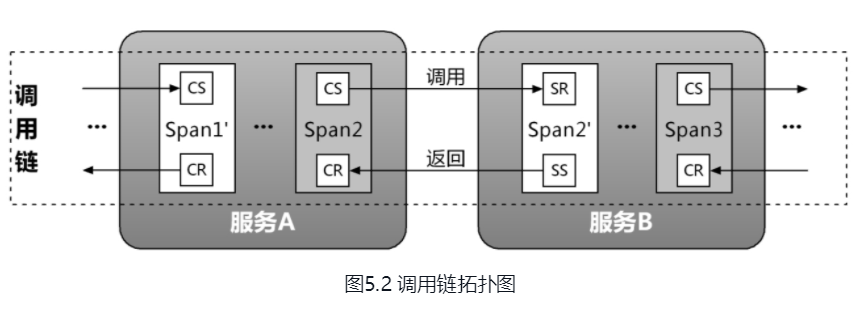 调用链
CS
CS
调用
SR
CS
...
Span1'
...
Span2
Span2'
...
Span3
...
CR
CR
返回
SS
CR
服务A
服务B
图5.2 调用链拓扑图